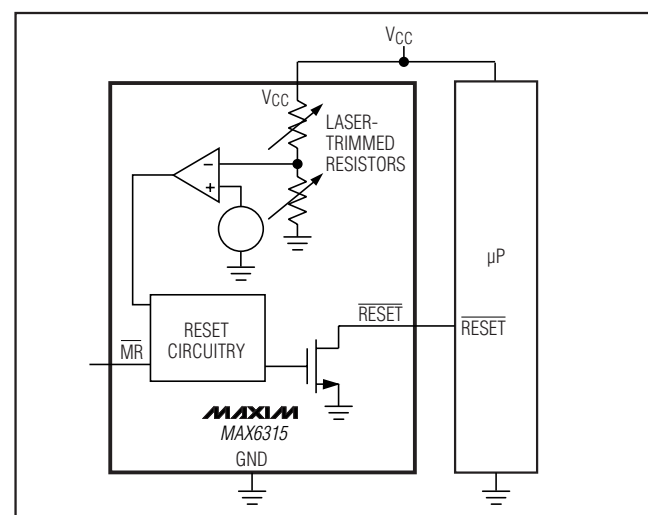 VCC
VCC
LASER-
TRIMMED
RESISTORS
−
+
µP
RESET
RESET
MR
RESET
CIRCUITRY
MAXIM
MAX6315
GND